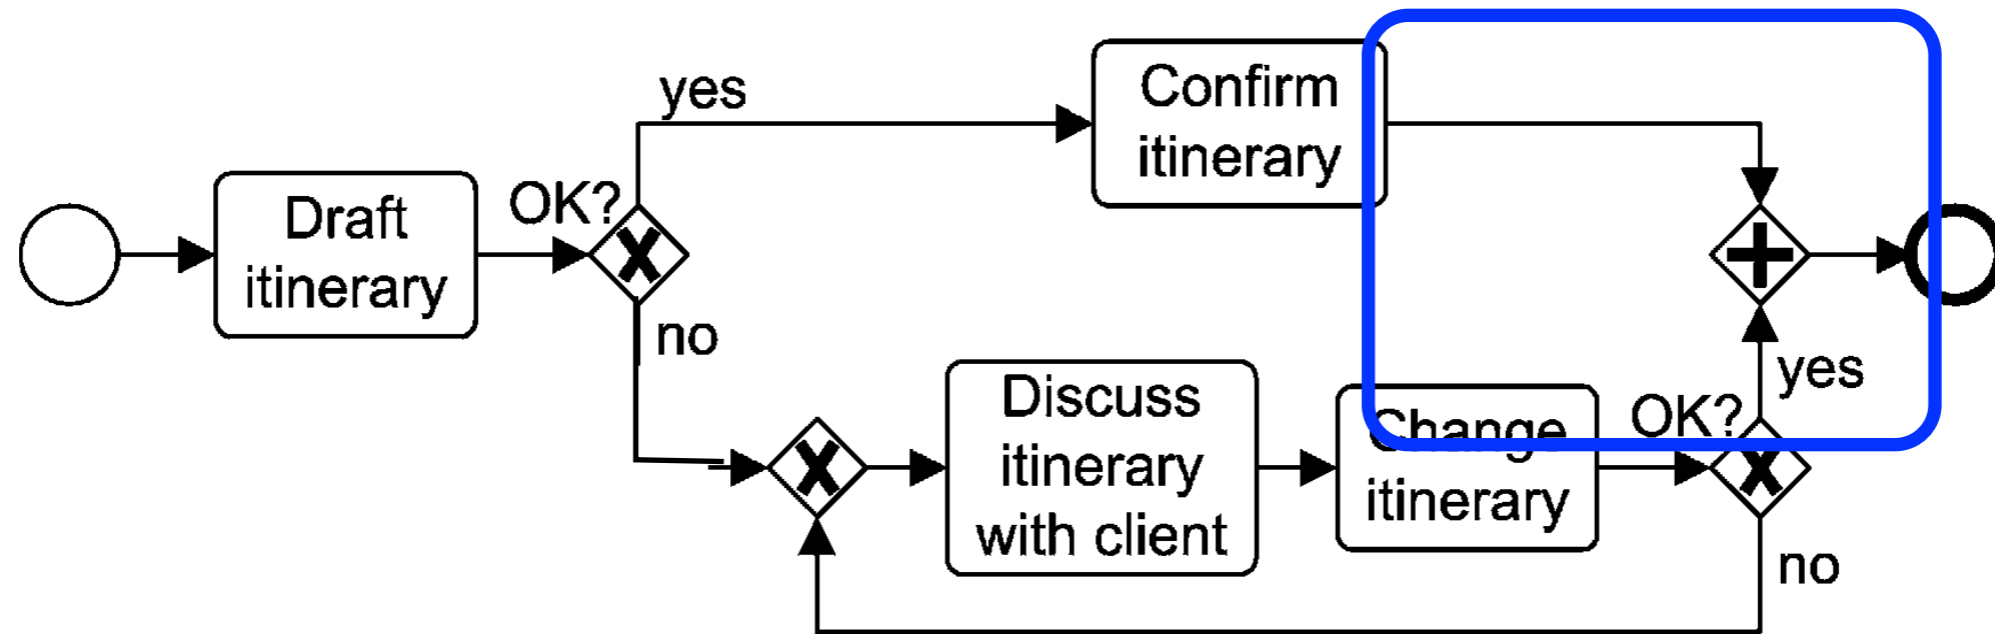 yes
Confirm
itinerary
OK?
Draft
itinerary
no
yes
Discuss
itinerary
with client
OK?
Change
itinerary
no